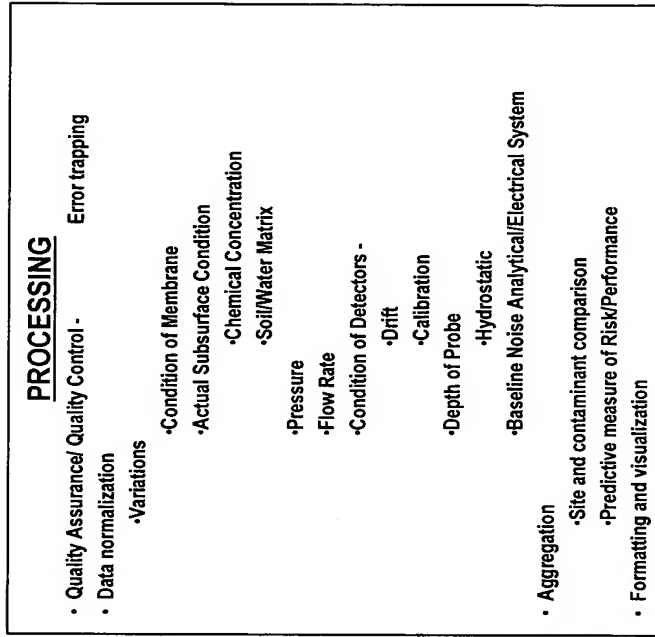 PROCESSING
• Quality Assurance/ Quality Control - Error trapping
• Data normalization
•Variations
•Condition of Membrane
•Actual Subsurface Condition
•Chemical Concentration
•Soil/Water Matrix
•Pressure
•Flow Rate
•Condition of Detectors -
•Drift
•Calibration
•Depth of Probe
•Hydrostatic
•Baseline Noise Analytical/Electrical System
• Aggregation
•Site and contaminant comparison
•Predictive measure of Risk/Performance
• Formatting and visualization